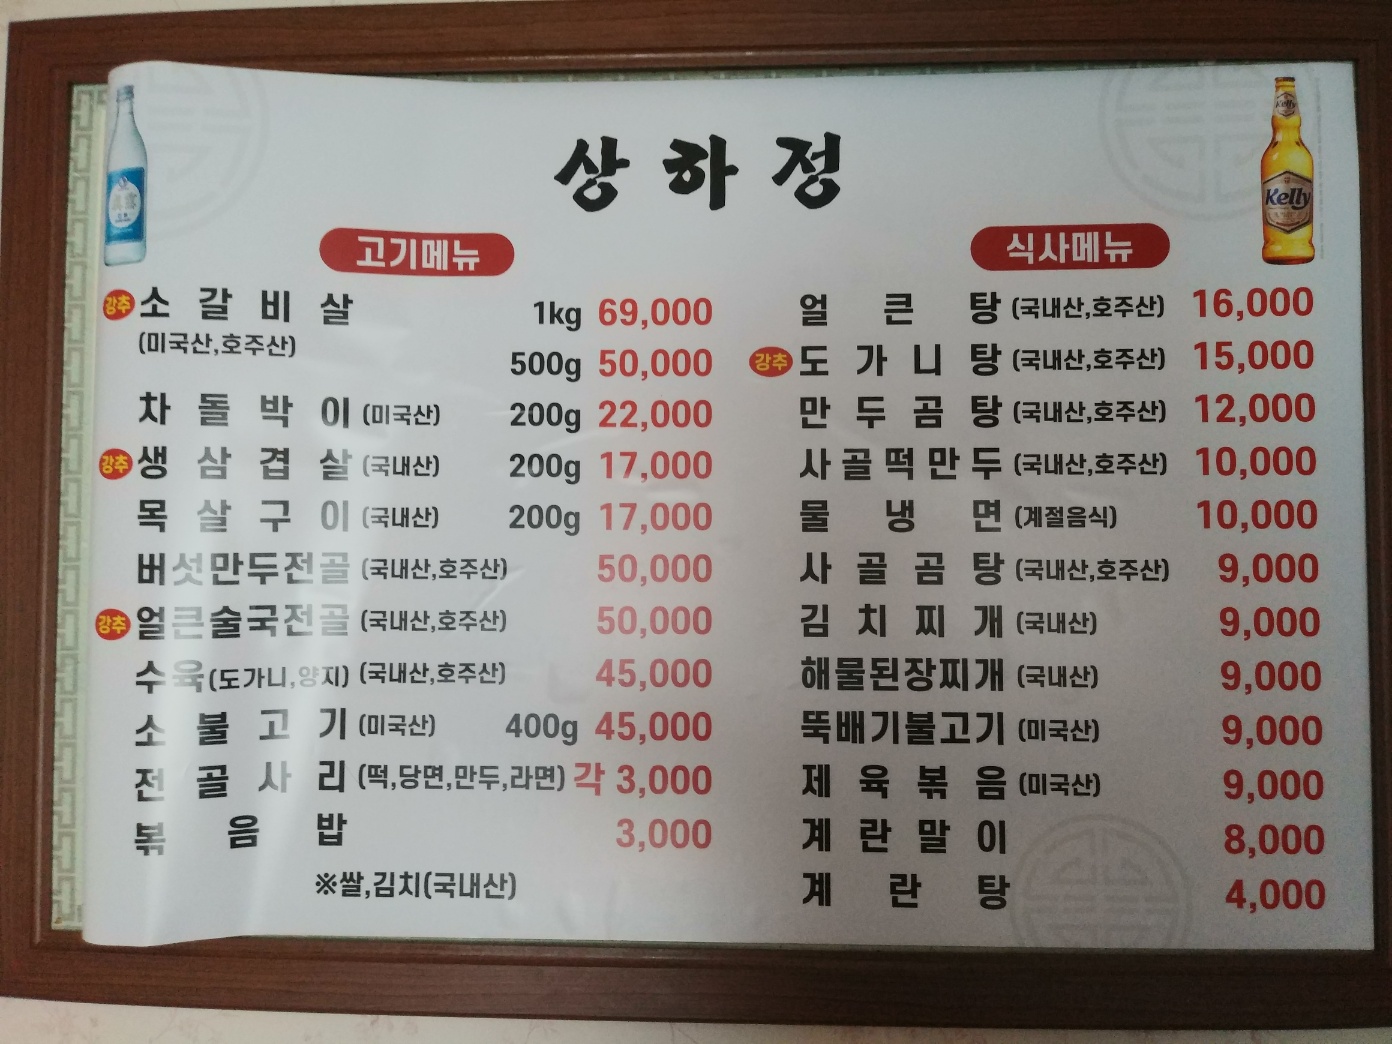 상하정
고기메뉴
강추 소갈비살 1kg 69,000
(미국산,호주산) 500g 50,000
차돌박이 (미국산) 200g 22,000
강추 생삼겹살 (국내산) 200g 17,000
목살구이 (국내산) 200g 17,000
버섯만두전골 (국내산,호주산) 50,000
강추 얼큰술국전골 (국내산,호주산) 50,000
수육(도가니,양지) (국내산,호주산) 45,000
소불고기 (미국산) 400g 45,000
전골사리 (떡,당면,만두,라면) 각 3,000
볶음밥 3,000
※쌀,김치(국내산)
Kelly
Kelly
식사메뉴
얼큰탕 (국내산,호주산) 16,000
강추 도가니탕 (국내산,호주산) 15,000
만두곰탕 (국내산,호주산) 12,000
사골떡만두 (국내산,호주산) 10,000
물냉면 (계절음식) 10,000
사골곰탕 (국내산,호주산) 9,000
김치찌개 (국내산) 9,000
해물된장찌개 (국내산) 9,000
뚝배기불고기 (미국산) 9,000
제육볶음 (미국산) 9,000
계란말이 8,000
계란탕 4,000